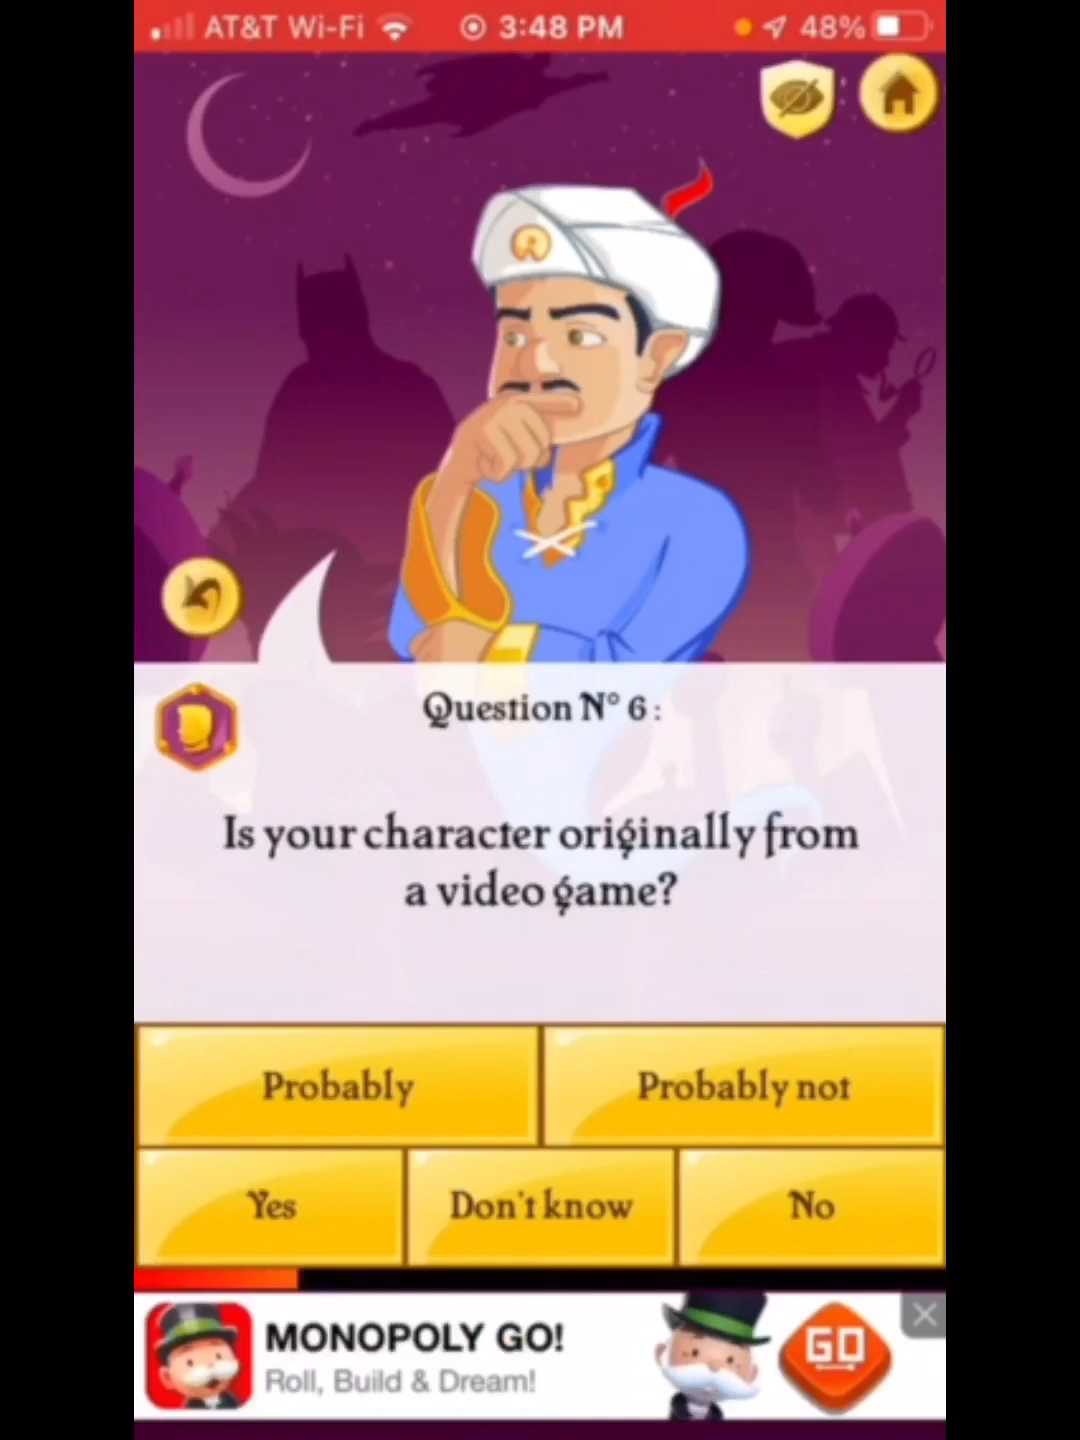 AT&T Wi-Fi 3:48 PM 48%
Question N° 6 :
Is your character originally from
a video game?
Probably
Probably not
Yes
Don't know
No
MONOPOLY GO!
Roll, Build & Dream!
GO